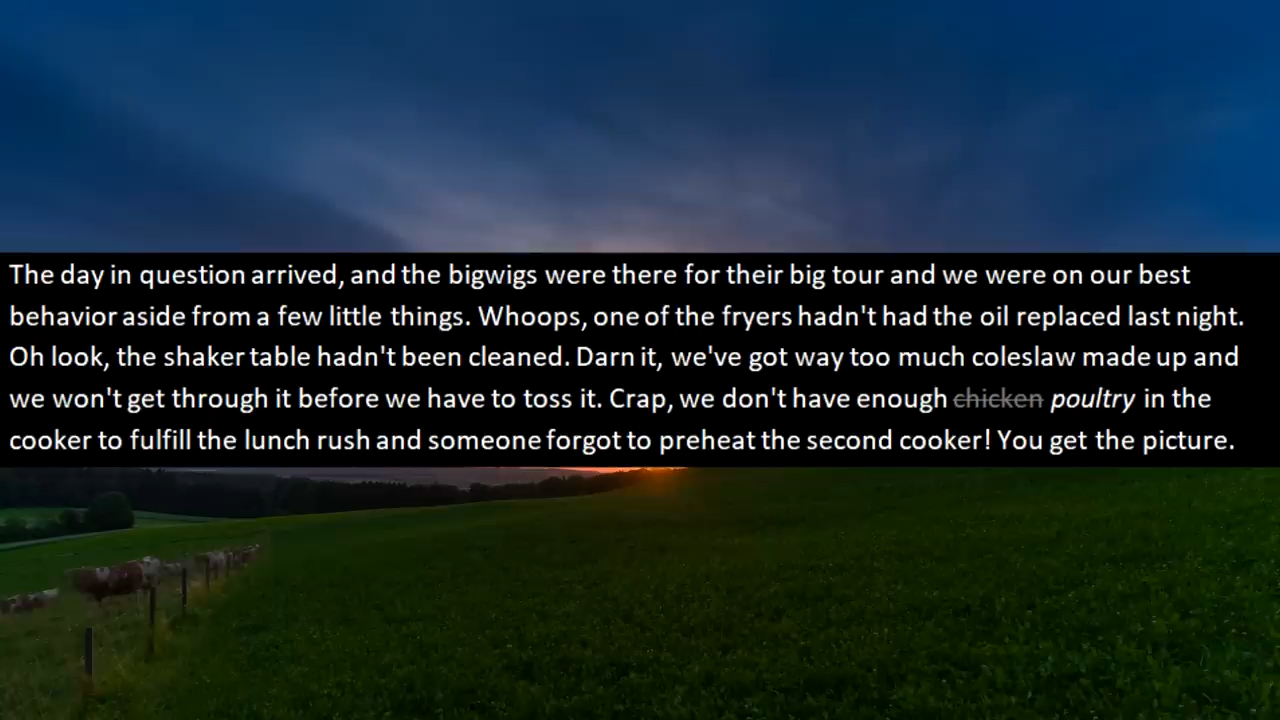 The day in question arrived, and the bigwigs were there for their big tour and we were on our best
behavior aside from a few little things. Whoops, one of the fryers hadn't had the oil replaced last night.
Oh look, the shaker table hadn't been cleaned. Darn it, we've got way too much coleslaw made up and
we won't get through it before we have to toss it. Crap, we don't have enough chicken poultry in the
cooker to fulfill the lunch rush and someone forgot to preheat the second cooker! You get the picture.